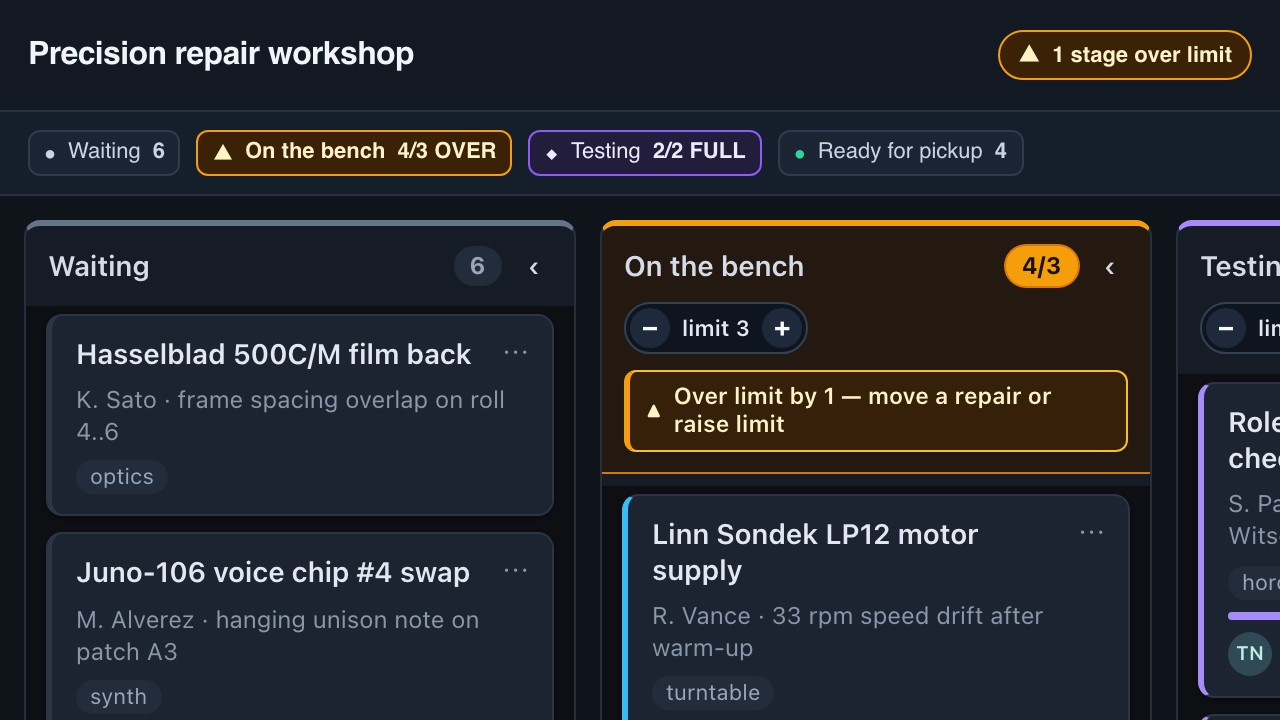 Precision repair workshop
▲ 1 stage over limit
● Waiting 6
▲ On the bench 4/3 OVER
◆ Testing 2/2 FULL
● Ready for pickup 4
Waiting 6 ‹
Hasselblad 500C/M film back ···
K. Sato · frame spacing overlap on roll
4..6
optics
Juno-106 voice chip #4 swap ···
M. Alverez · hanging unison note on
patch A3
synth
On the bench 4/3 ‹
− limit 3 +
▲ Over limit by 1 — move a repair or
raise limit
Linn Sondek LP12 motor ···
supply
R. Vance · 33 rpm speed drift after
warm-up
turntable
−
S.
TN